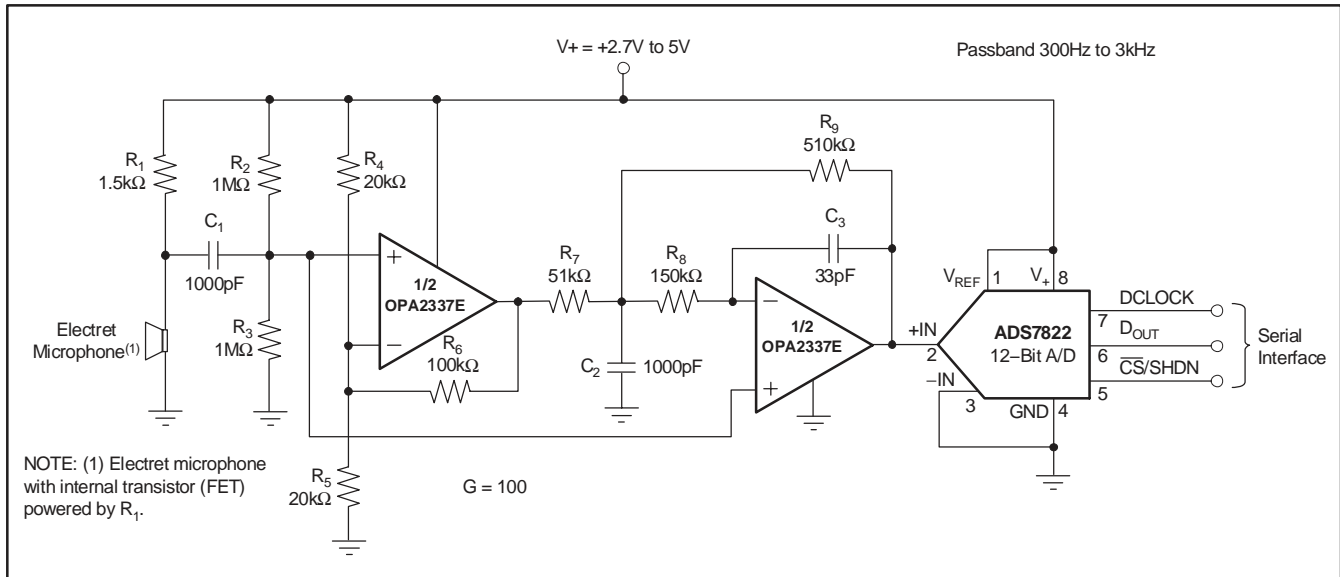 V+ = +2.7V to 5V
Passband 300Hz to 3kHz
R1
1.5kΩ
R2
1MΩ
R4
20kΩ
R9
510kΩ
C1
1000pF
C3
33pF
R7
51kΩ
R8
150kΩ
+
1/2
OPA2337E
−
VREF
1
V+
8
DCLOCK
7
+IN
2
ADS7822
12–Bit A/D
DOUT
6
−
1/2
OPA2337E
+
Serial
Interface
Electret
Microphone(1)
R3
1MΩ
R6
100kΩ
C2
1000pF
–IN
3
CS/SHDN
5
GND
4
NOTE: (1) Electret microphone
with internal transistor (FET)
powered by R1.
R5
20kΩ
G = 100